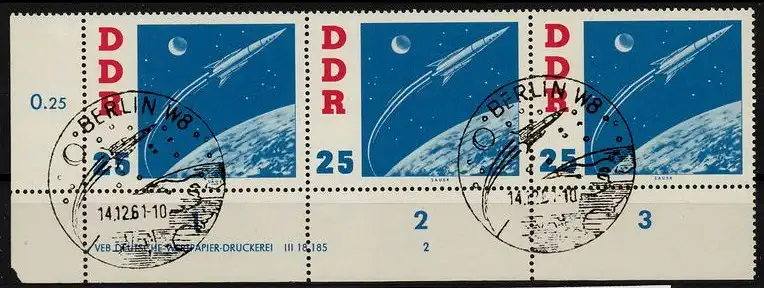 DDR DDR DDR
0.25
BERLIN W8 BERLIN W8
25 25 25
SAUER SAUER
14.12.61-10 14.12.61-10
1 2 3
VEB DEUTSCHE WERTPAPIER-DRUCKEREI III 18 185 2